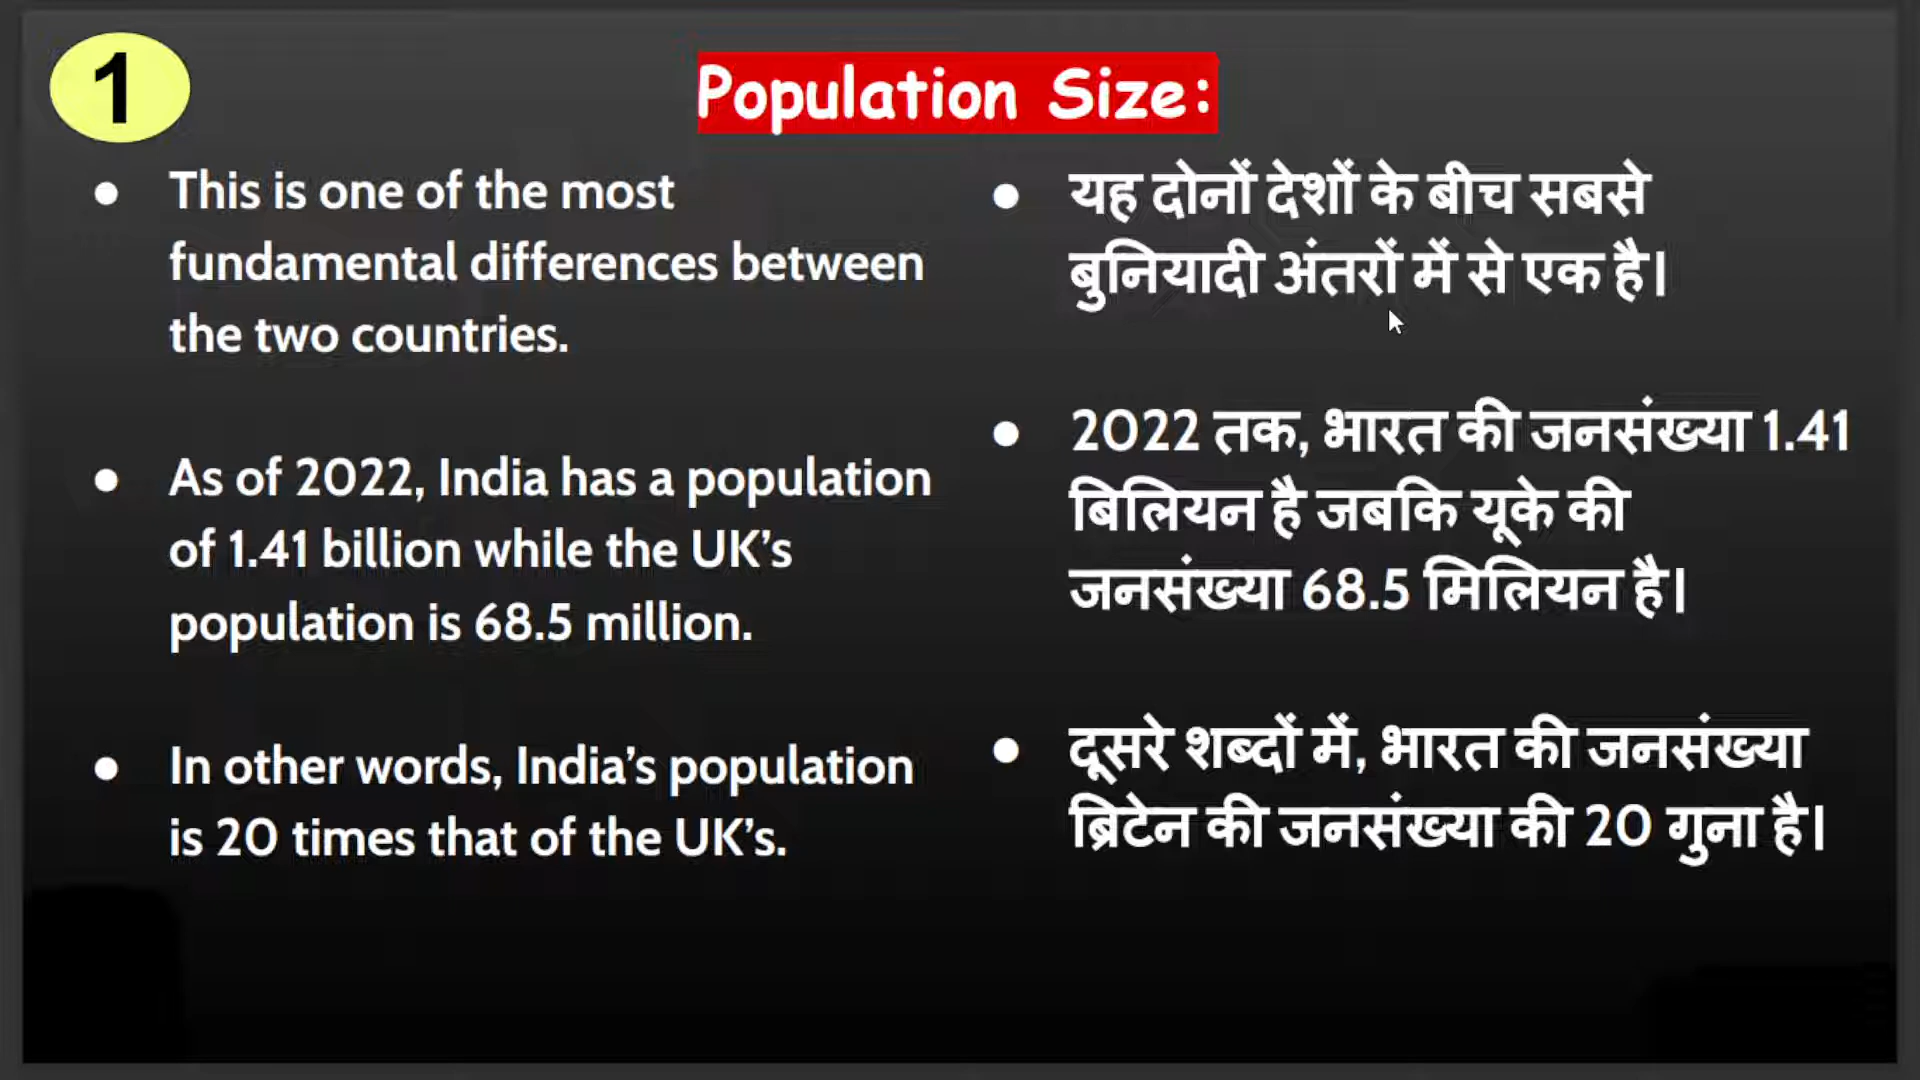 1
Population Size:
● This is one of the most
fundamental differences between
the two countries.
● As of 2022, India has a population
of 1.41 billion while the UK’s
population is 68.5 million.
● In other words, India’s population
is 20 times that of the UK’s.
● यह दोनों देशों के बीच सबसे
बुनियादी अंतरों में से एक है।
● 2022 तक, भारत की जनसंख्या 1.41
बिलियन है जबकि यूके की
जनसंख्या 68.5 मिलियन है।
● दूसरे शब्दों में, भारत की जनसंख्या
ब्रिटेन की जनसंख्या की 20 गुना है।